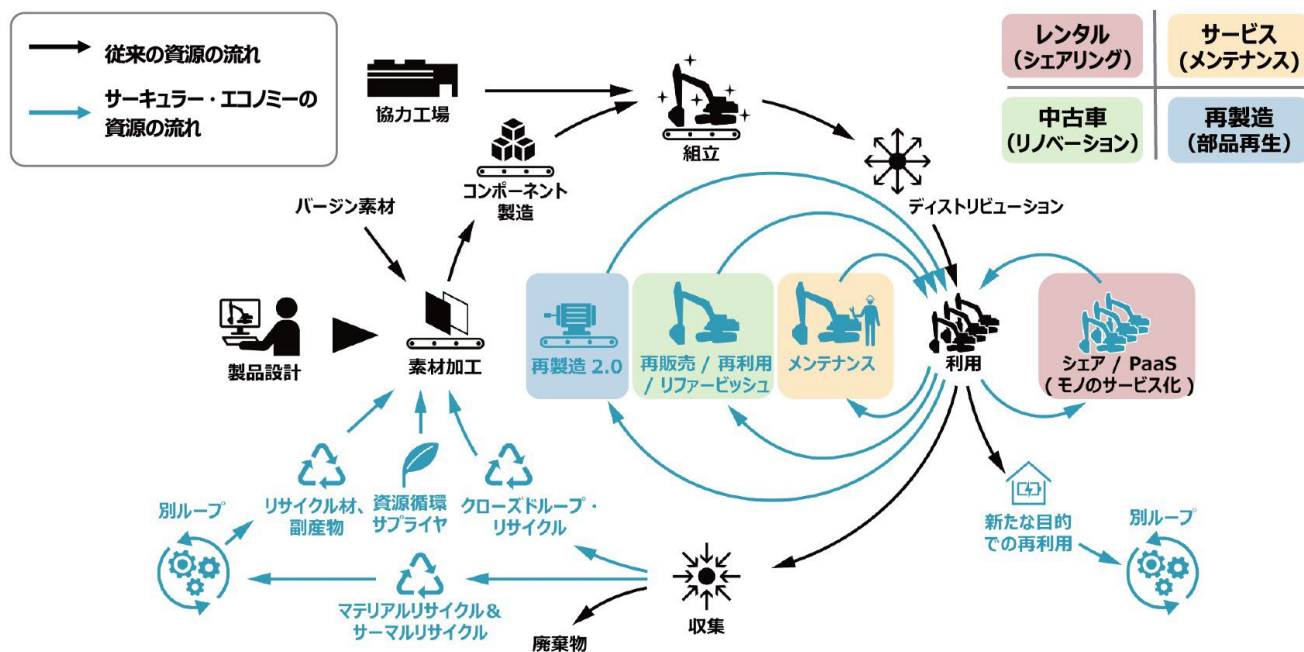 従来の資源の流れ
サーキュラー・エコノミーの
資源の流れ
レンタル
(シェアリング)
サービス
(メンテナンス)
中古車
(リノベーション)
再製造
(部品再生)
協力工場
組立
コンポーネント
製造
ディストリビューション
バージン素材
製品設計
素材加工
再製造 2.0
再販売 / 再利用
/ リファービッシュ
メンテナンス
利用
シェア / PaaS
( モノのサービス化 )
リサイクル材、
副産物
資源循環
サプライヤ
クローズドループ・
リサイクル
別ループ
新たな目的
での再利用
別ループ
マテリアルリサイクル&
サーマルリサイクル
廃棄物
収集